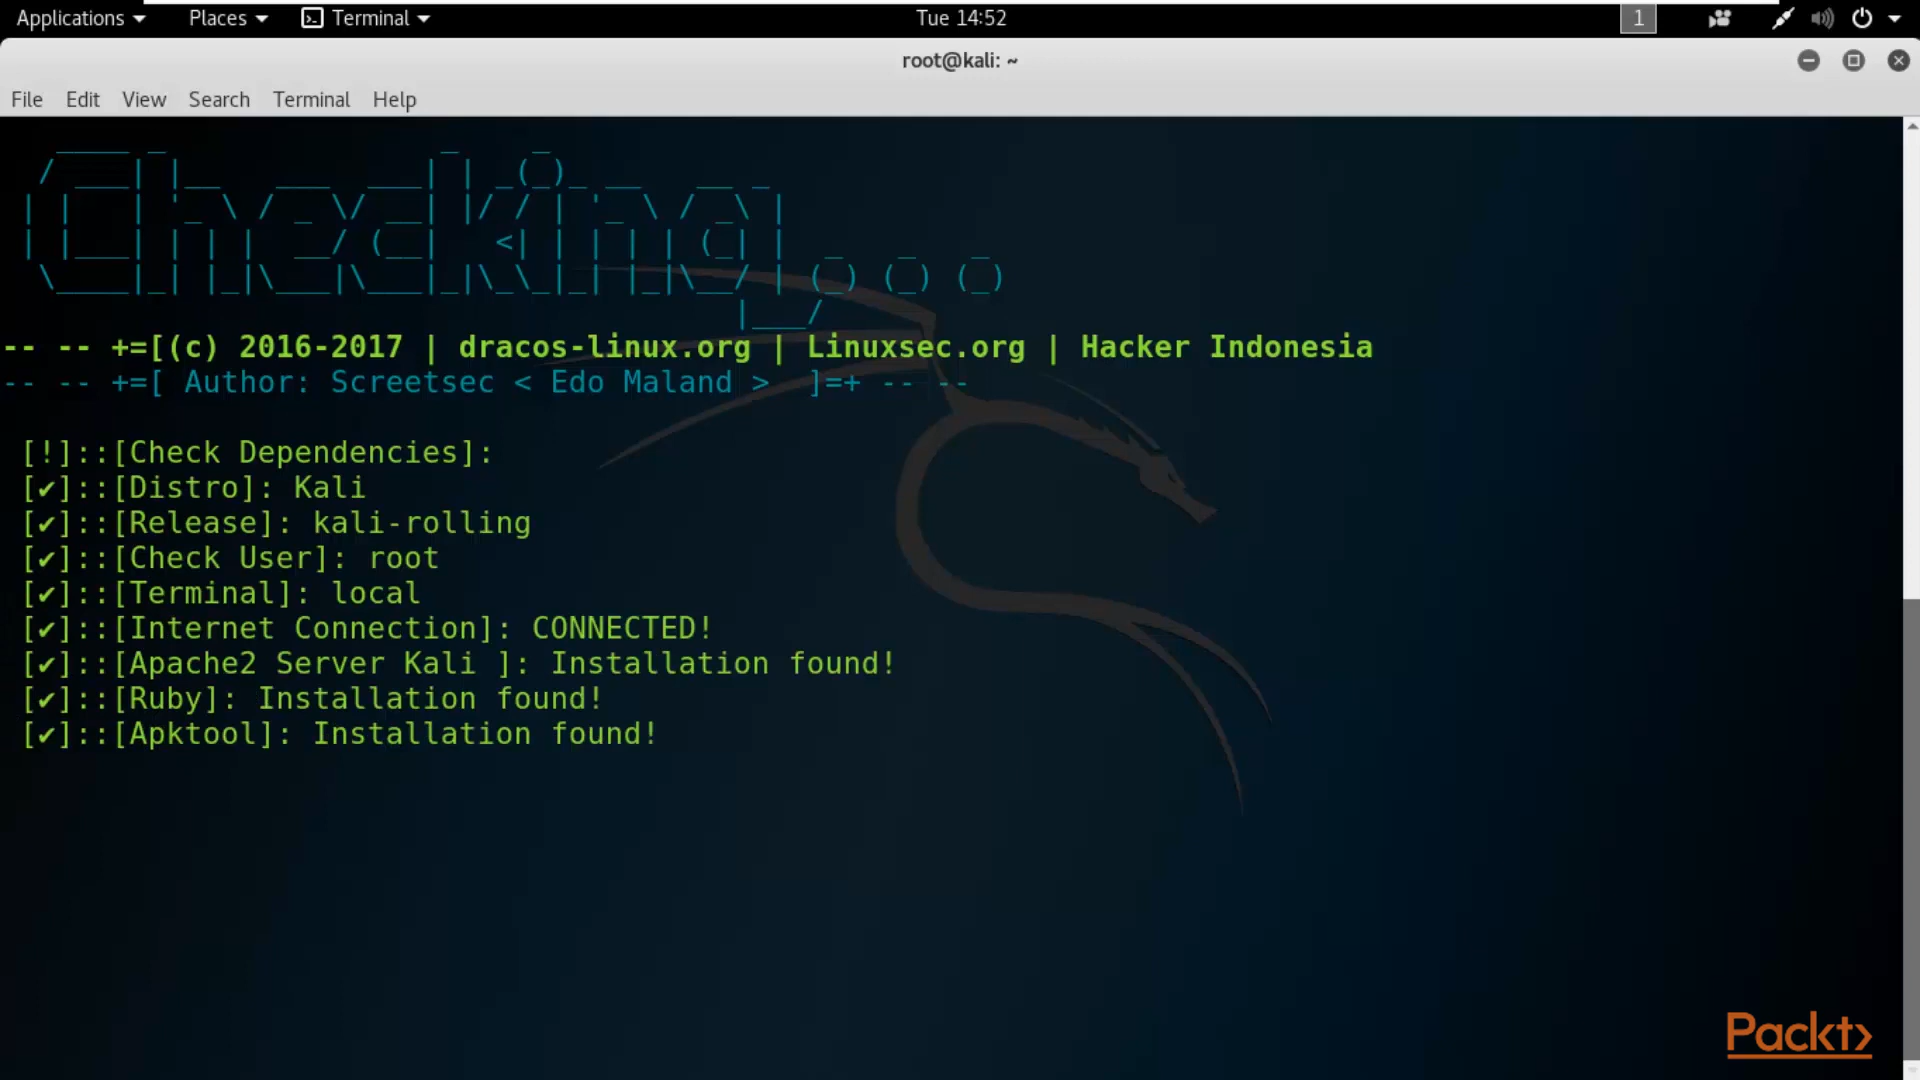 Applications Places Terminal Tue 14:52 1
root@kali: ~
File Edit View Search Terminal Help
Checking...
-- -- +=[(c) 2016-2017 | dracos-linux.org | Linuxsec.org | Hacker Indonesia
-- -- +=[ Author: Screetsec < Edo Maland >  ]=+ -- --
[!]::[Check Dependencies]:
[✔]::[Distro]: Kali
[✔]::[Release]: kali-rolling
[✔]::[Check User]: root
[✔]::[Terminal]: local
[✔]::[Internet Connection]: CONNECTED!
[✔]::[Apache2 Server Kali ]: Installation found!
[✔]::[Ruby]: Installation found!
[✔]::[Apktool]: Installation found!
Packt>